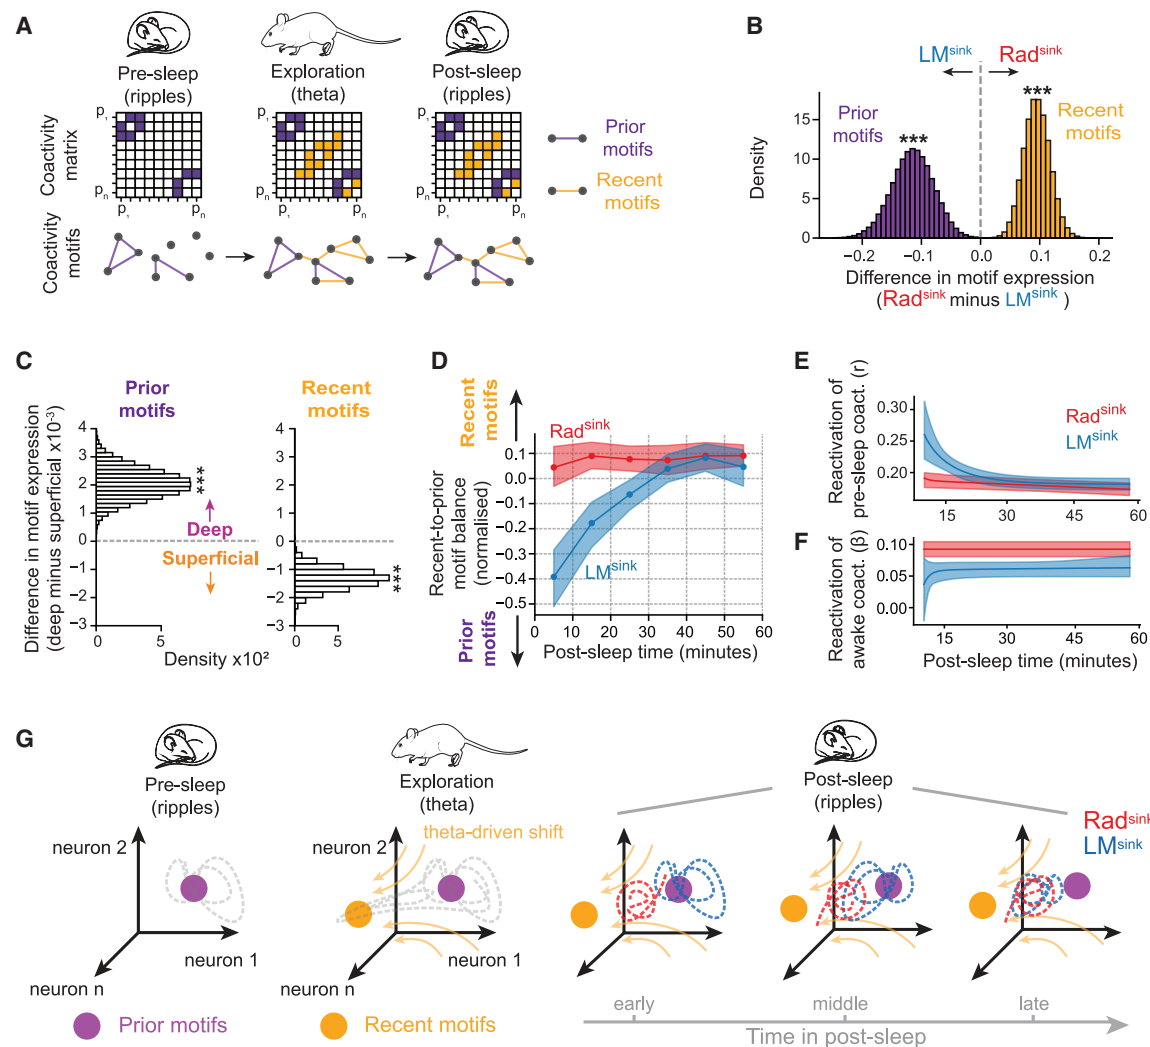 A
Pre-sleep
(ripples)
Exploration
(theta)
Post-sleep
(ripples)
Coactivity
matrix
p1
pn
p1
pn
p1
pn
p1
pn
p1
pn
p1
pn
Prior
motifs
Recent
motifs
Coactivity
motifs
B
LMsink
Radsink
Prior
motifs
***
***
Recent
motifs
Density
15
10
5
0
−0.2
−0.1
0.0
0.1
0.2
Difference in motif expression
(Radsink minus LMsink )
C
Prior
motifs
Recent
motifs
Difference in motif expression
(deep minus superficial x10-3)
4
3
2
1
0
−1
−2
−3
***
Deep
Superficial
0
5
4
3
2
1
0
−1
−2
−3
***
0
5
Density x10²
D
Recent
motifs
Prior
motifs
Recent-to-prior
motif balance
(normalised)
0.1
0.0
−0.1
−0.2
−0.3
−0.4
−0.5
Radsink
LMsink
0
10
20
30
40
50
60
Post-sleep time (minutes)
E
Reactivation of
pre-sleep coact. (r)
0.30
0.25
0.20
Radsink
LMsink
15
30
45
60
F
Reactivation of
awake coact. (β)
0.10
0.05
0.00
15
30
45
60
Post-sleep time (minutes)
G
Pre-sleep
(ripples)
neuron 2
neuron 1
neuron n
Exploration
(theta)
theta-driven shift
neuron 2
neuron 1
neuron n
Post-sleep
(ripples)
Radsink
LMsink
early
middle
late
Time in post-sleep
Prior motifs
Recent motifs